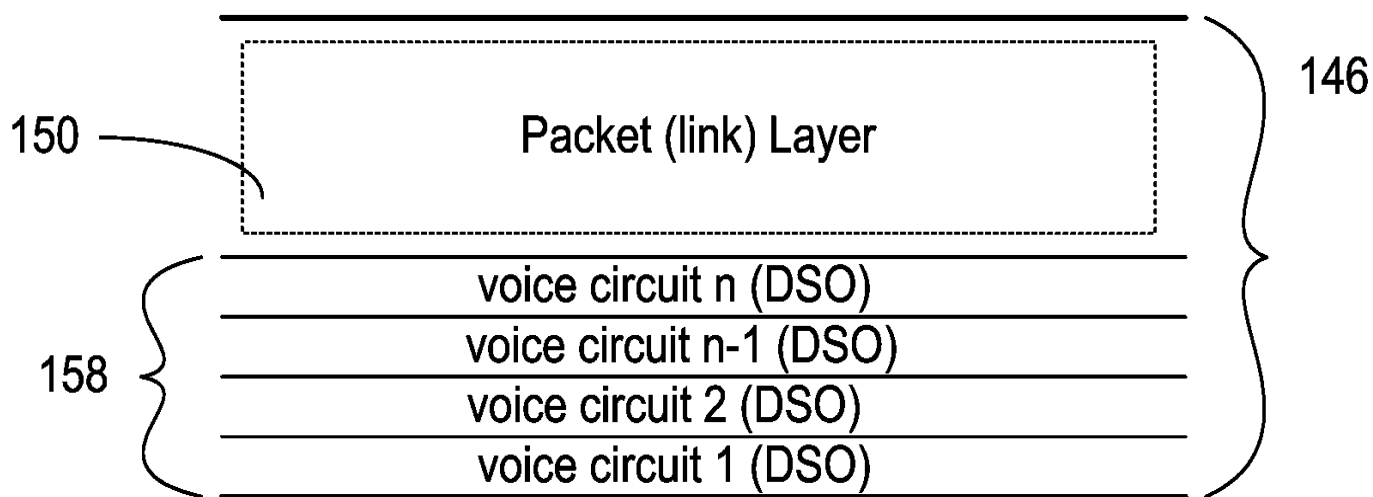 146
150
Packet (link) Layer
voice circuit n (DSO)
voice circuit n-1 (DSO)
158
voice circuit 2 (DSO)
voice circuit 1 (DSO)